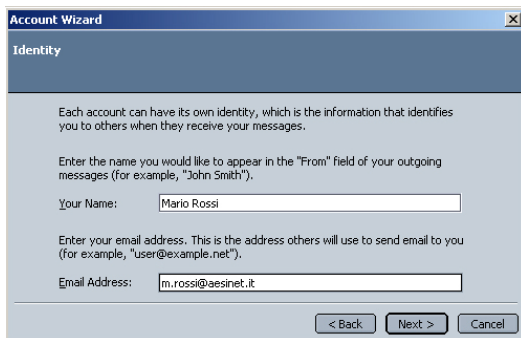 Account Wizard
Identity
Each account can have its own identity, which is the information that identifies
you to others when they receive your messages.
Enter the name you would like to appear in the "From" field of your outgoing
messages (for example, "John Smith").
Your Name: Mario Rossi
Enter your email address. This is the address others will use to send email to you
(for example, "user@example.net").
Email Address: m.rossi@aesinet.it
< Back Next > Cancel